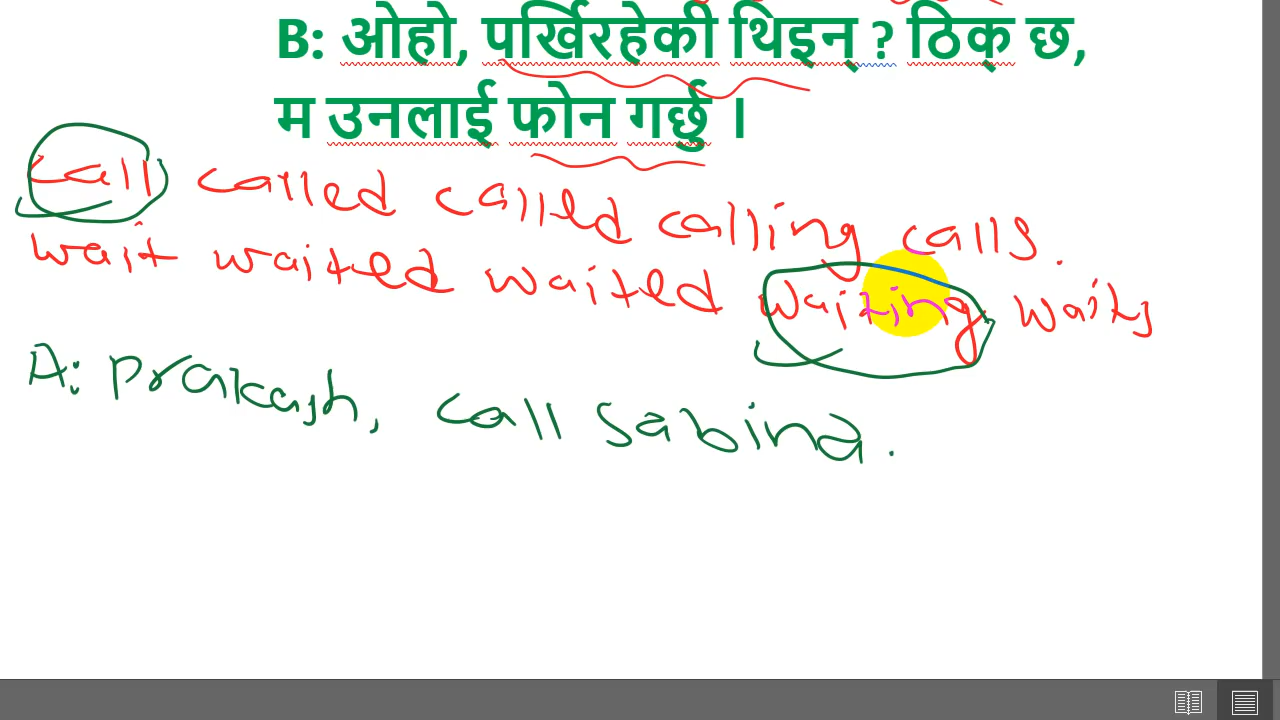 B: ओहो, पर्खिरहेकी थिइन् ? ठिक् छ,
म उनलाई फोन गर्छु ।
call called called calling calls.
wait waited waited waiting waits
A: Prakash, call Sabina.